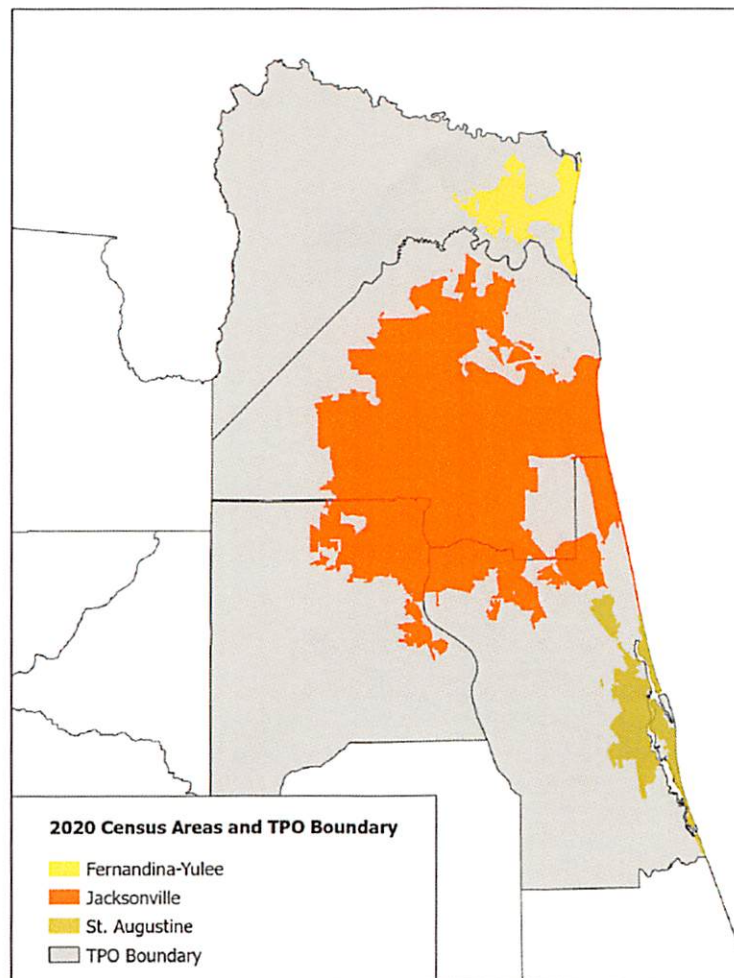 2020 Census Areas and TPO Boundary
Fernandina-Yulee
Jacksonville
St. Augustine
TPO Boundary